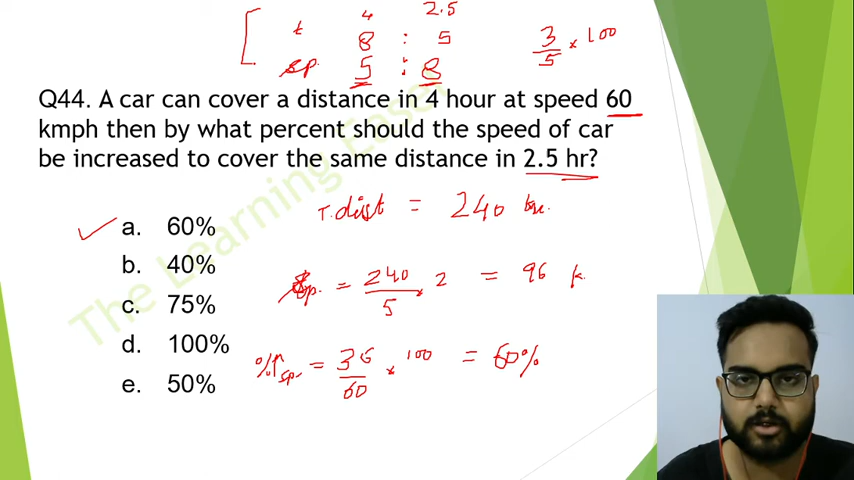 4 2.5
t 8 : 5
sp. 5 : 8
3/5 × 100
Q44. A car can cover a distance in 4 hour at speed 60
kmph then by what percent should the speed of car
be increased to cover the same distance in 2.5 hr?
T. dist = 240 km.
a. 60%
b. 40%
sp. = 240/5 × 2 = 96 k
c. 75%
d. 100%
%↑sp. = 36/60 × 100 = 60%
e. 50%
The Learning Ease